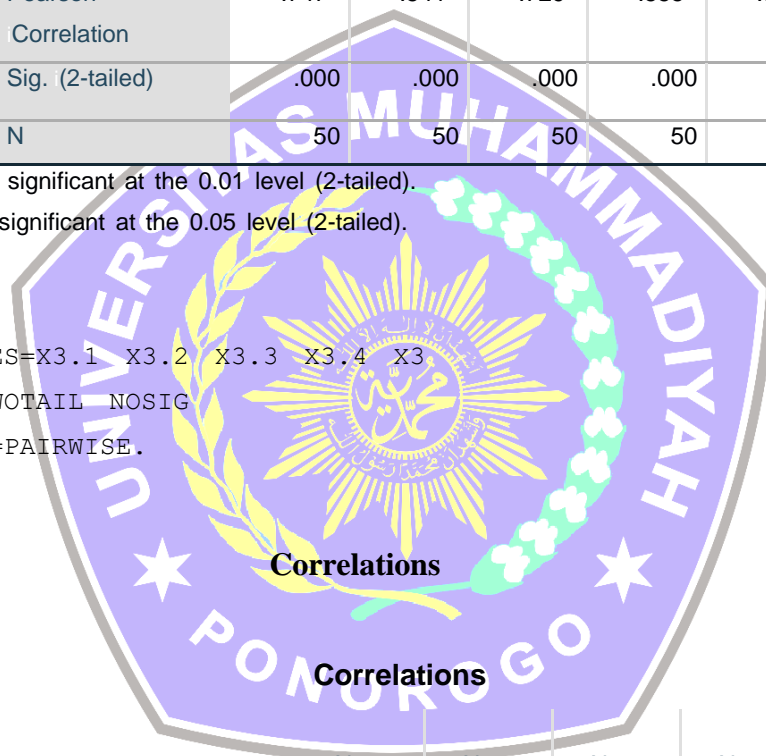 Correlation
Sig. (2-tailed) .000 .000 .000 .000
N 50 50 50 50
significant at the 0.01 level (2-tailed).
significant at the 0.05 level (2-tailed).
UNIVERSITAS MUHAMMADIYAH
PONOROGO
ES=X3.1 X3.2 X3.3 X3.4 X3
WOTAIL NOSIG
=PAIRWISE.
Correlations
Correlations